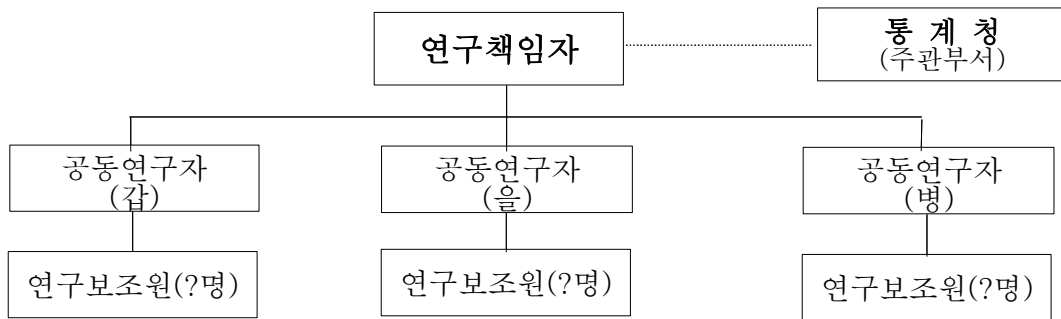 연구책임자
통 계 청
(주관부서)
공동연구자
(갑)
공동연구자
(을)
공동연구자
(병)
연구보조원(?명)
연구보조원(?명)
연구보조원(?명)